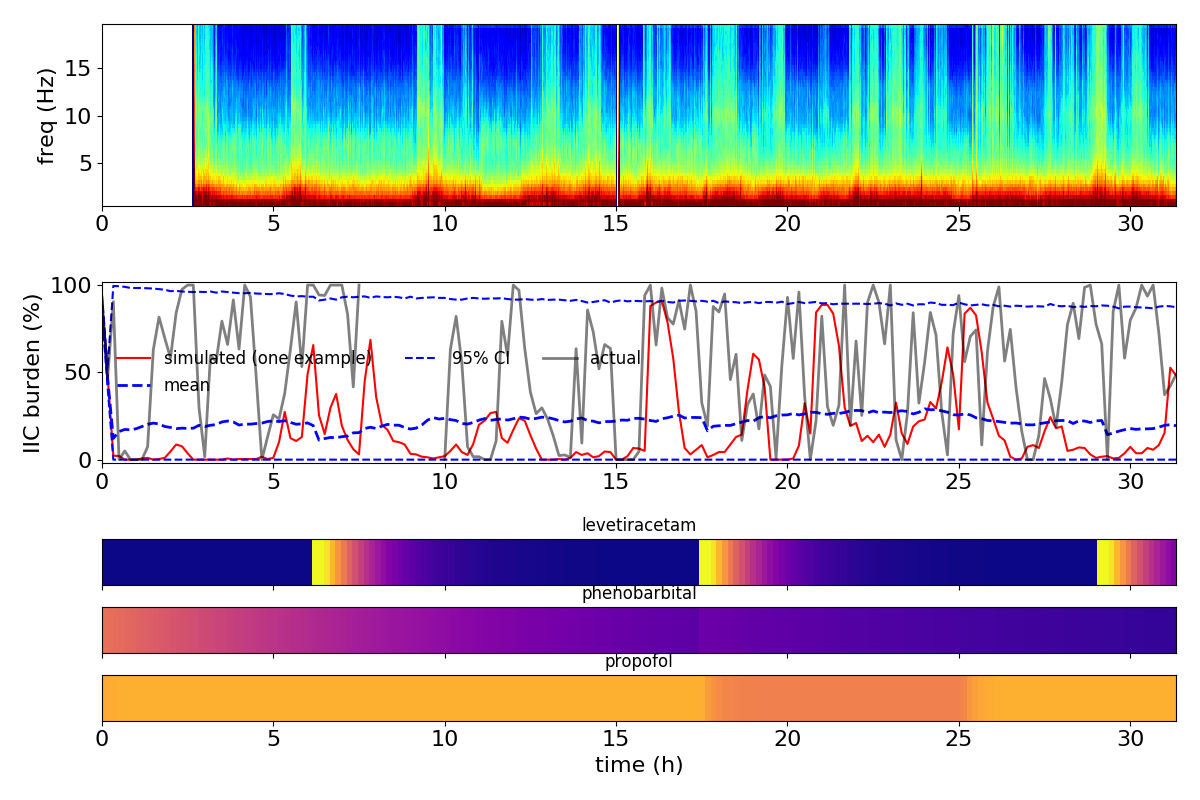 freq (Hz)
15
10
5
0 5 10 15 20 25 30
IIC burden (%)
100
50
0
simulated (one example) 95% CI actual
mean
0 5 10 15 20 25 30
levetiracetam
phenobarbital
propofol
0 5 10 15 20 25 30
time (h)